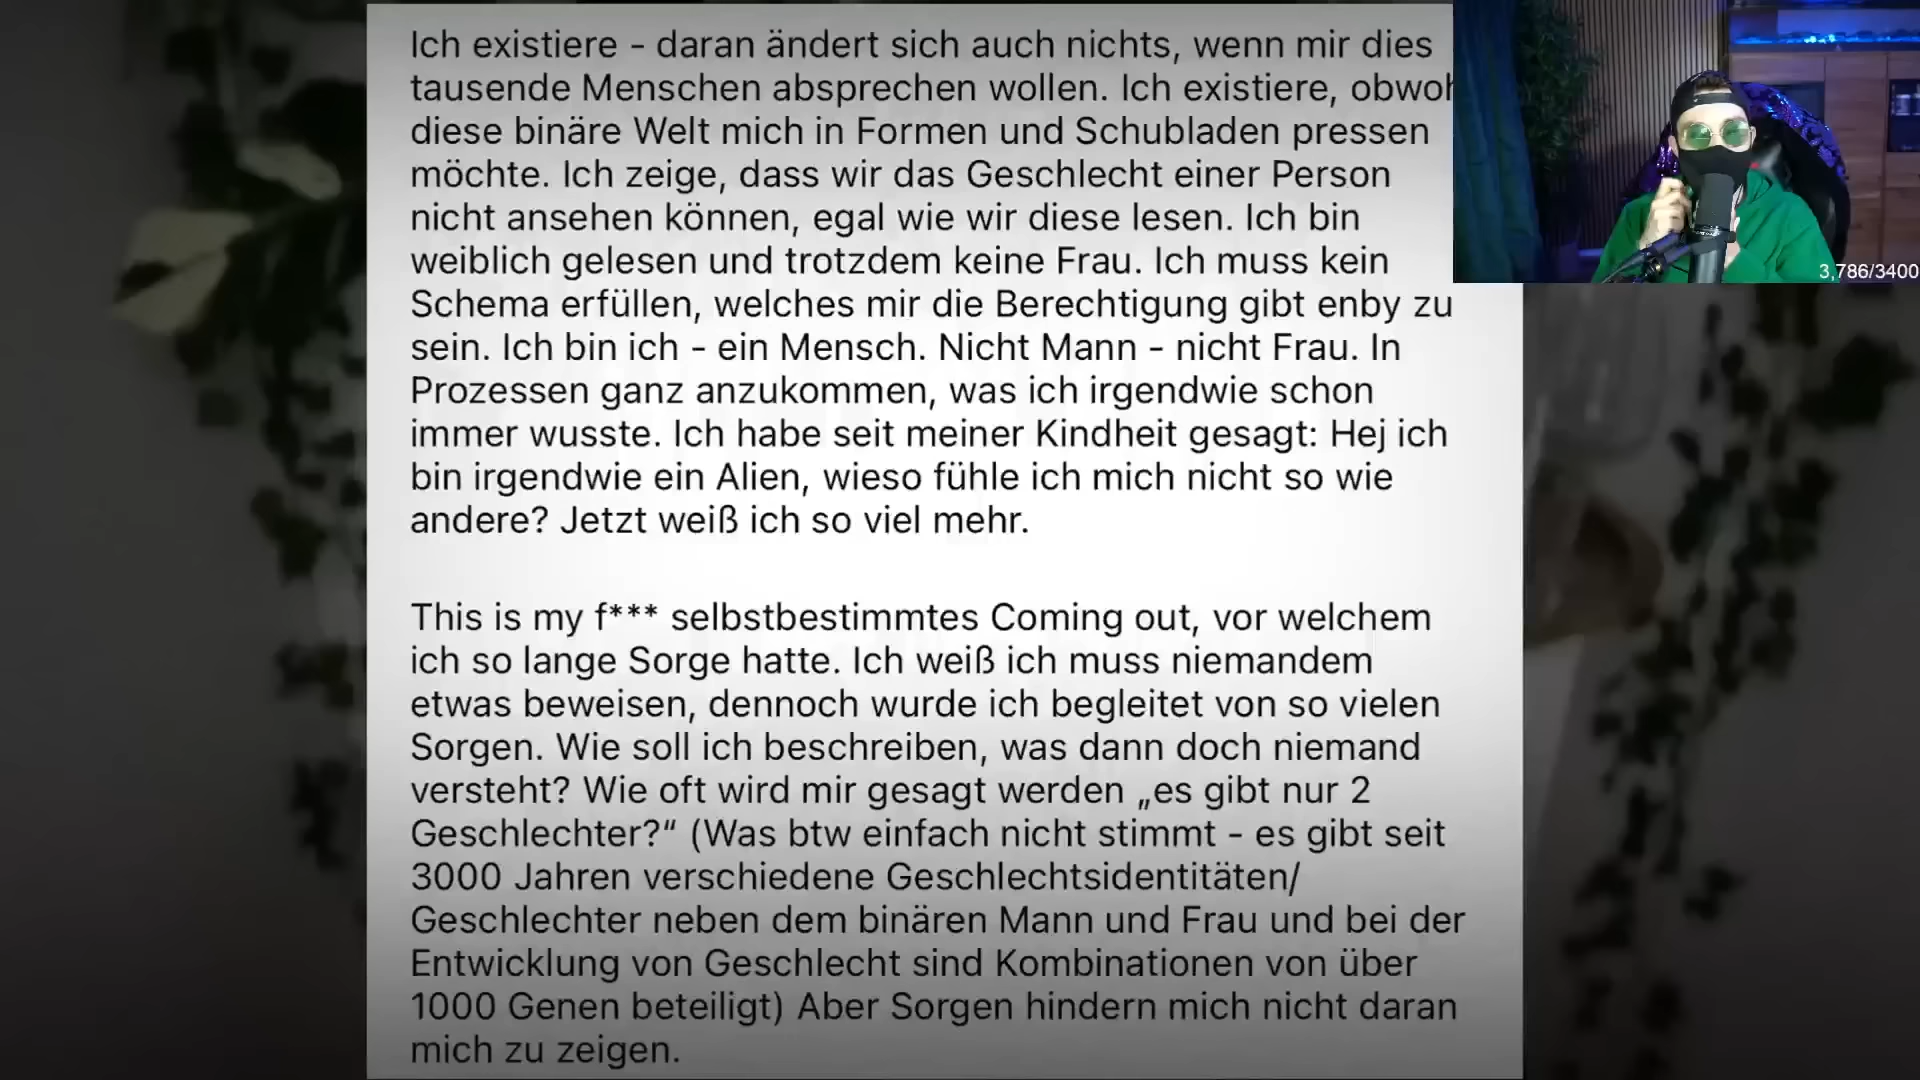 Ich existiere - daran ändert sich auch nichts, wenn mir dies
tausende Menschen absprechen wollen. Ich existiere,
diese binäre Welt mich in Formen und Schubladen pressen
möchte. Ich zeige, dass wir das Geschlecht einer Person
nicht ansehen können, egal wie wir diese lesen. Ich bin
weiblich gelesen und trotzdem keine Frau. Ich muss kein
Schema erfüllen, welches mir die Berechtigung gibt enby zu
sein. Ich bin ich - ein Mensch. Nicht Mann - nicht Frau. In
Prozessen ganz anzukommen, was ich irgendwie schon
immer wusste. Ich habe seit meiner Kindheit gesagt: Hej ich
bin irgendwie ein Alien, wieso fühle ich mich nicht so wie
andere? Jetzt weiß ich so viel mehr.
This is my f*** selbstbestimmtes Coming out, vor welchem
ich so lange Sorge hatte. Ich weiß ich muss niemandem
etwas beweisen, dennoch wurde ich begleitet von so vielen
Sorgen. Wie soll ich beschreiben, was dann doch niemand
versteht? Wie oft wird mir gesagt werden „es gibt nur 2
Geschlechter?“ (Was btw einfach nicht stimmt - es gibt seit
3000 Jahren verschiedene Geschlechtsidentitäten/
Geschlechter neben dem binären Mann und Frau und bei der
Entwicklung von Geschlecht sind Kombinationen von über
1000 Genen beteiligt) Aber Sorgen hindern mich nicht daran
mich zu zeigen.
3,786/3400